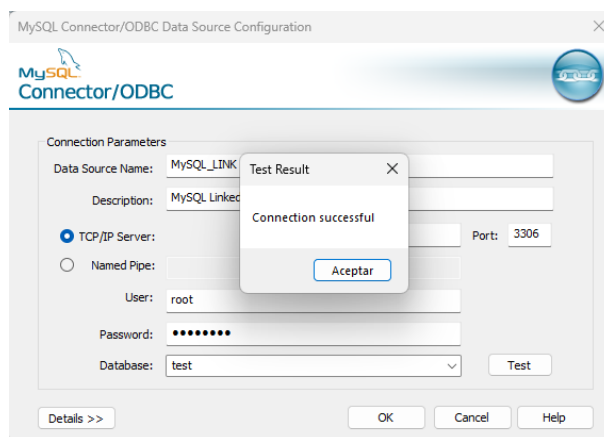 MySQL Connector/ODBC Data Source Configuration
MySQL
Connector/ODBC
Connection Parameters
Data Source Name: MySQL_LINK
Test Result
Description: MySQL Linked
Connection successful
TCP/IP Server:
Port: 3306
Named Pipe:
Aceptar
User: root
Password: ••••••••
Database: test
Test
Details >>
OK
Cancel
Help